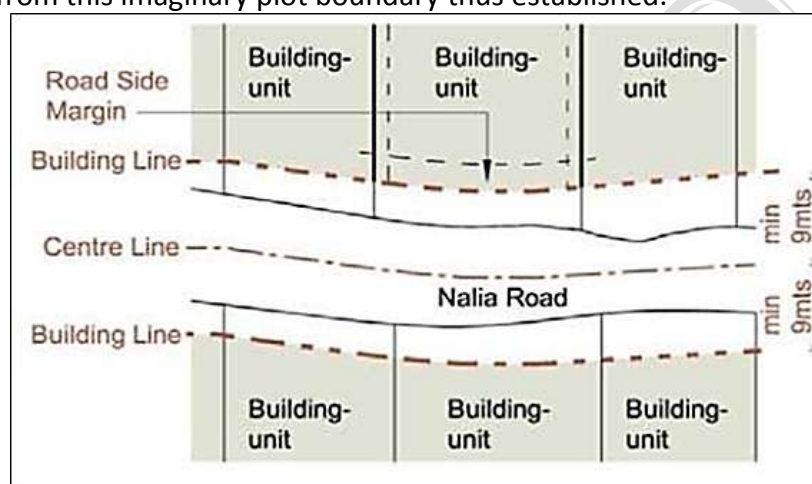 from this imaginary plot boundary thus established.
Building-
unit
Building-
unit
Building-
unit
Road Side
Margin
Building Line
min
9mts
Centre Line
Nalia Road
min
9mts
Building Line
Building-
unit
Building-
unit
Building-
unit